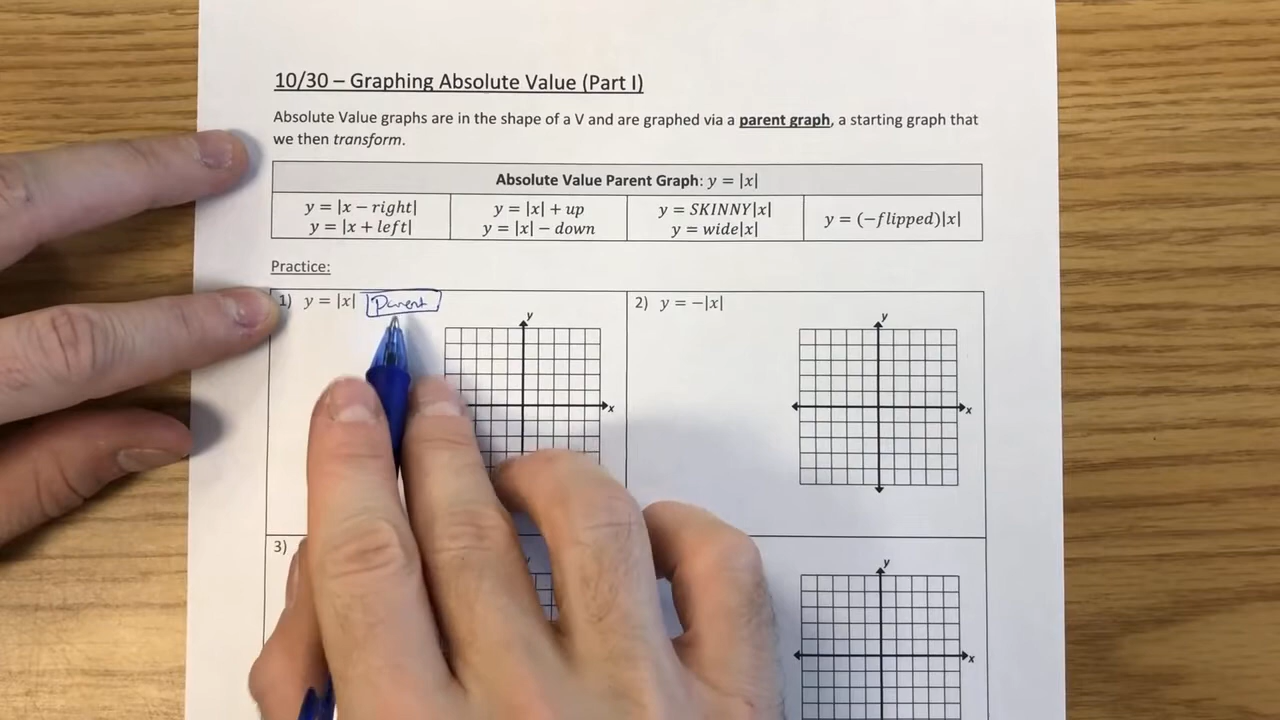 10/30 – Graphing Absolute Value (Part I)
Absolute Value graphs are in the shape of a V and are graphed via a parent graph, a starting graph that
we then transform.
Absolute Value Parent Graph: y = |x|
y = |x − right|
y = |x + left|
y = |x| + up
y = |x| − down
y = SKINNY|x|
y = wide|x|
y = (−flipped)|x|
Practice:
1) y = |x| Parent
y
x
2) y = −|x|
y
x
3)
y
y
x